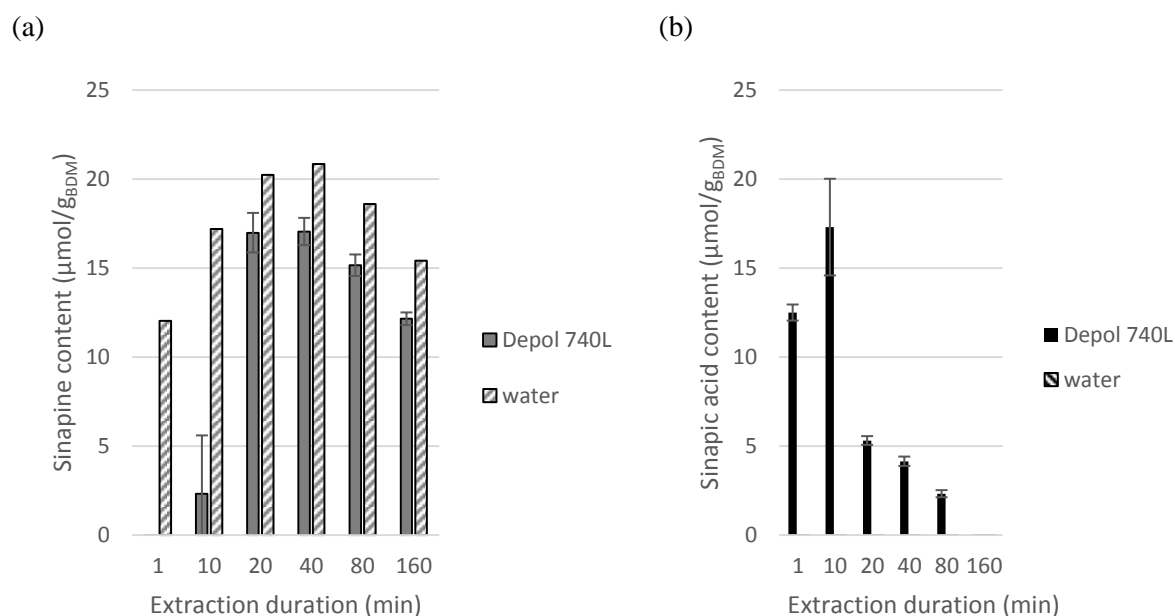 (a)
25
20
15
10
5
0
Sinapine content (µmol/gBDM)
1 10 20 40 80 160
Extraction duration (min)
Depol 740L
water
(b)
25
20
15
10
5
0
Sinapic acid content (µmol/gBDM)
1 10 20 40 80 160
Extraction duration (min)
Depol 740L
water